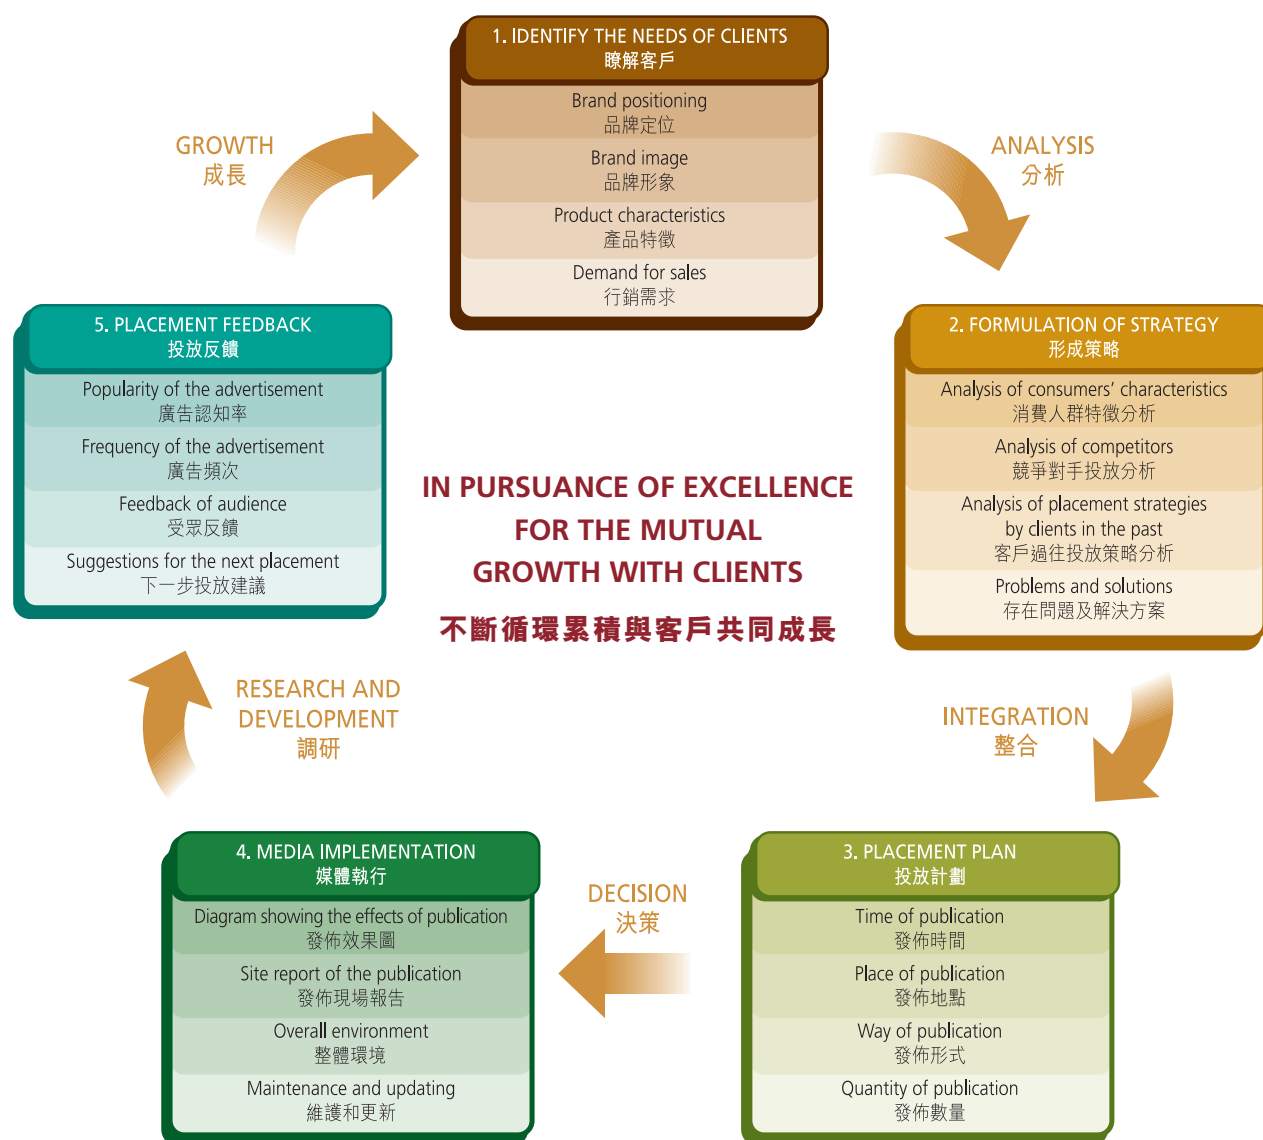 1. IDENTIFY THE NEEDS OF CLIENTS
瞭解客戶
Brand positioning
品牌定位
Brand image
品牌形象
Product characteristics
產品特徵
Demand for sales
行銷需求
ANALYSIS
分析
2. FORMULATION OF STRATEGY
形成策略
Analysis of consumers’ characteristics
消費人群特徵分析
Analysis of competitors
競爭對手投放分析
Analysis of placement strategies
by clients in the past
客戶過往投放策略分析
Problems and solutions
存在問題及解決方案
INTEGRATION
整合
3. PLACEMENT PLAN
投放計劃
Time of publication
發佈時間
Place of publication
發佈地點
Way of publication
發佈形式
Quantity of publication
發佈數量
DECISION
決策
4. MEDIA IMPLEMENTATION
媒體執行
Diagram showing the effects of publication
發佈效果圖
Site report of the publication
發佈現場報告
Overall environment
整體環境
Maintenance and updating
維護和更新
RESEARCH AND
DEVELOPMENT
調研
5. PLACEMENT FEEDBACK
投放反饋
Popularity of the advertisement
廣告認知率
Frequency of the advertisement
廣告頻次
Feedback of audience
受眾反饋
Suggestions for the next placement
下一步投放建議
GROWTH
成長
IN PURSUANCE OF EXCELLENCE
FOR THE MUTUAL
GROWTH WITH CLIENTS
不斷循環累積與客戶共同成長